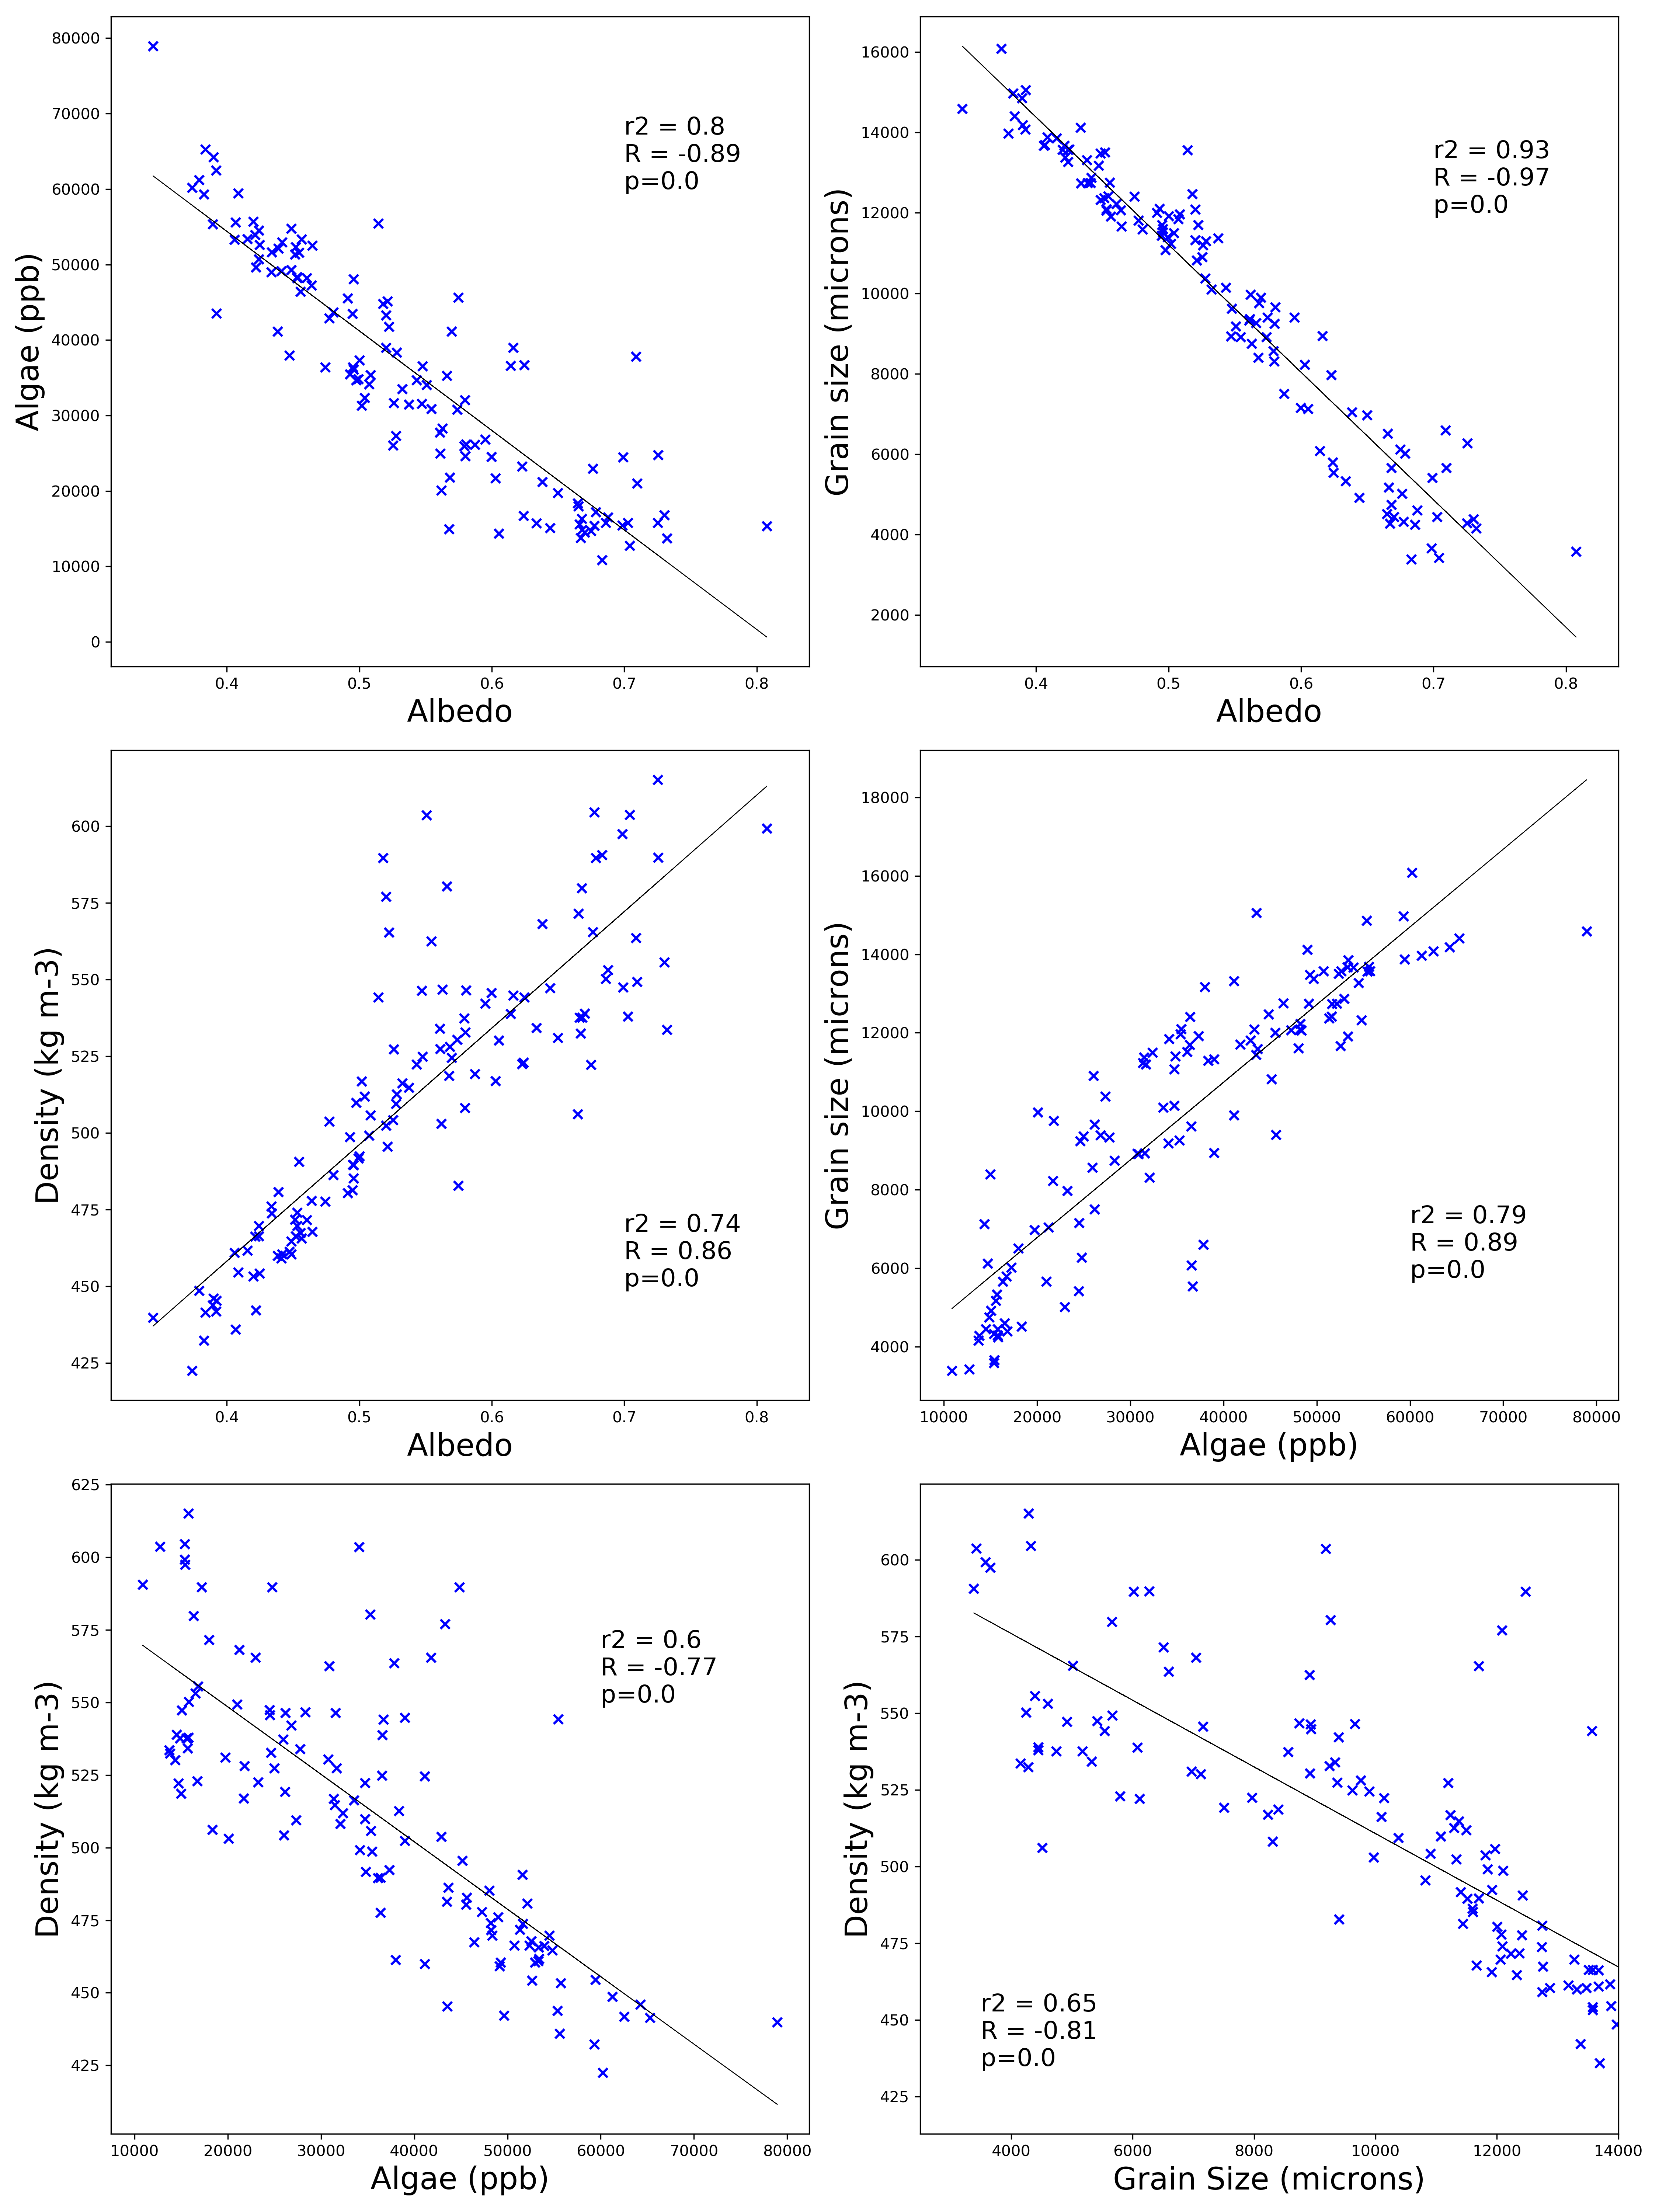 80000
70000
60000
50000
40000
30000
20000
10000
0
Algae (ppb)
r2 = 0.8
R = -0.89
p=0.0
0.4 0.5 0.6 0.7 0.8
Albedo
16000
14000
12000
10000
8000
6000
4000
2000
Grain size (microns)
r2 = 0.93
R = -0.97
p=0.0
0.4 0.5 0.6 0.7 0.8
Albedo
600
575
550
525
500
475
450
425
Density (kg m-3)
r2 = 0.74
R = 0.86
p=0.0
0.4 0.5 0.6 0.7 0.8
Albedo
18000
16000
14000
12000
10000
8000
6000
4000
Grain size (microns)
r2 = 0.79
R = 0.89
p=0.0
10000 20000 30000 40000 50000 60000 70000 80000
Algae (ppb)
625
600
575
550
525
500
475
450
425
Density (kg m-3)
r2 = 0.6
R = -0.77
p=0.0
10000 20000 30000 40000 50000 60000 70000 80000
Algae (ppb)
600
575
550
525
500
475
450
425
Density (kg m-3)
r2 = 0.65
R = -0.81
p=0.0
4000 6000 8000 10000 12000 14000
Grain Size (microns)